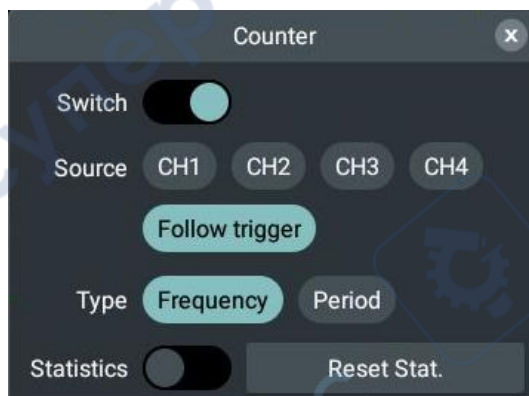 Counter x
Switch
Source CH1 CH2 CH3 CH4
Follow trigger
Type Frequency Period
Statistics Reset Stat.